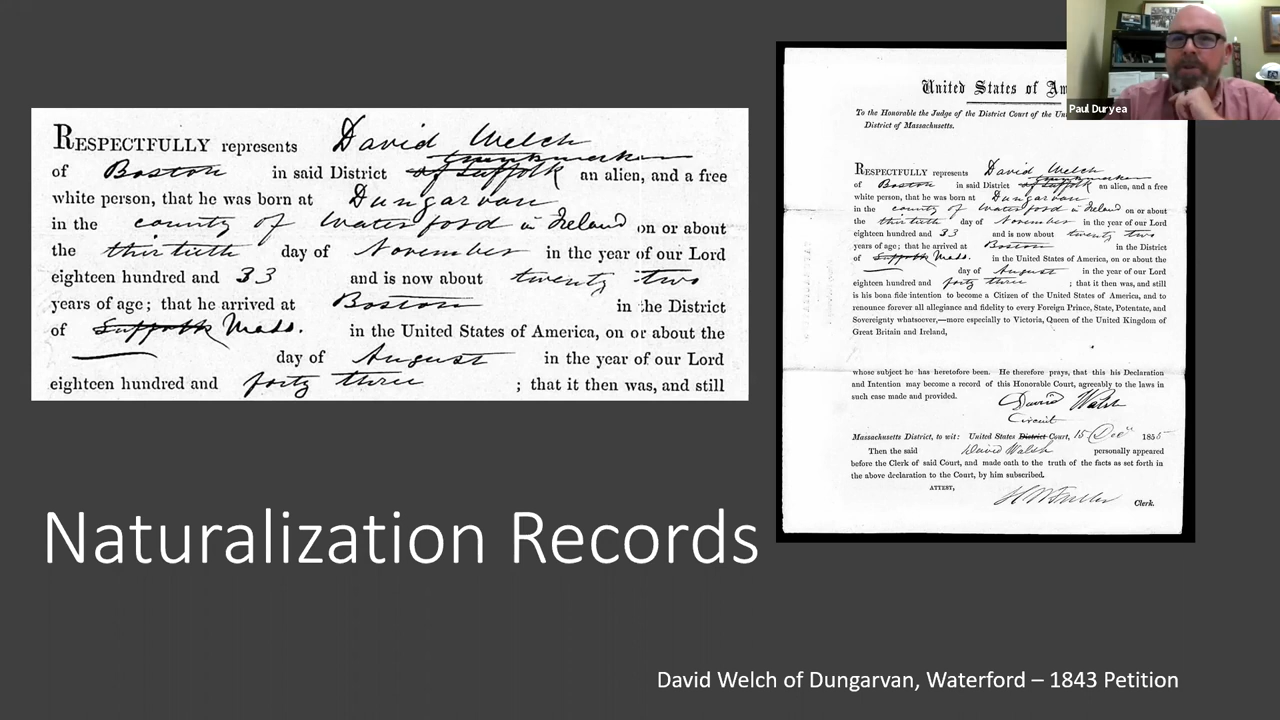 RESPECTFULLY represents David Welch
trunkmaker
of Boston in said District of Suffolk an alien, and a free
white person, that he was born at Dungarvan
in the county of Waterford in Ireland on or about
the thirtieth day of November in the year of our Lord
eighteen hundred and 33 and is now about twenty two
years of age; that he arrived at Boston in the District
of Suffolk Mass. in the United States of America, on or about the
day of August in the year of our Lord
eighteen hundred and forty three ; that it then was, and still
United States of Am
To the Honorable the Judge of the District Court of the Un
District of Massachusetts.
RESPECTFULLY represents David Welch
trunkmaker
of Boston in said District of Suffolk an alien, and a free
white person, that he was born at Dungarvan
in the county of Waterford in Ireland on or about
the thirtieth day of November in the year of our Lord
eighteen hundred and 33 and is now about twenty two
years of age; that he arrived at Boston in the District
of Suffolk Mass. in the United States of America, on or about the
day of August in the year of our Lord
eighteen hundred and forty three ; that it then was, and still
is his bona fide intention to become a Citizen of the United States of America, and to
renounce forever all allegiance and fidelity to every Foreign Prince, State, Potentate, and
Sovereignty whatsoever,—more especially to Victoria, Queen of the United Kingdom of
Great Britain and Ireland,
whose subject he has heretofore been. He therefore prays, that this his Declaration
and Intention may become a record of this Honorable Court, agreeably to the laws in
such case made and provided.
David Walsh
Circuit
Massachusetts District, to wit: United States District Court, 15 Dec 1855
Then the said David Walsh personally appeared
before the Clerk of said Court, and made oath to the truth of the facts as set forth in
the above declaration to the Court, by him subscribed.
ATTEST,
Clerk.
Paul Duryea
Naturalization Records
David Welch of Dungarvan, Waterford – 1843 Petition